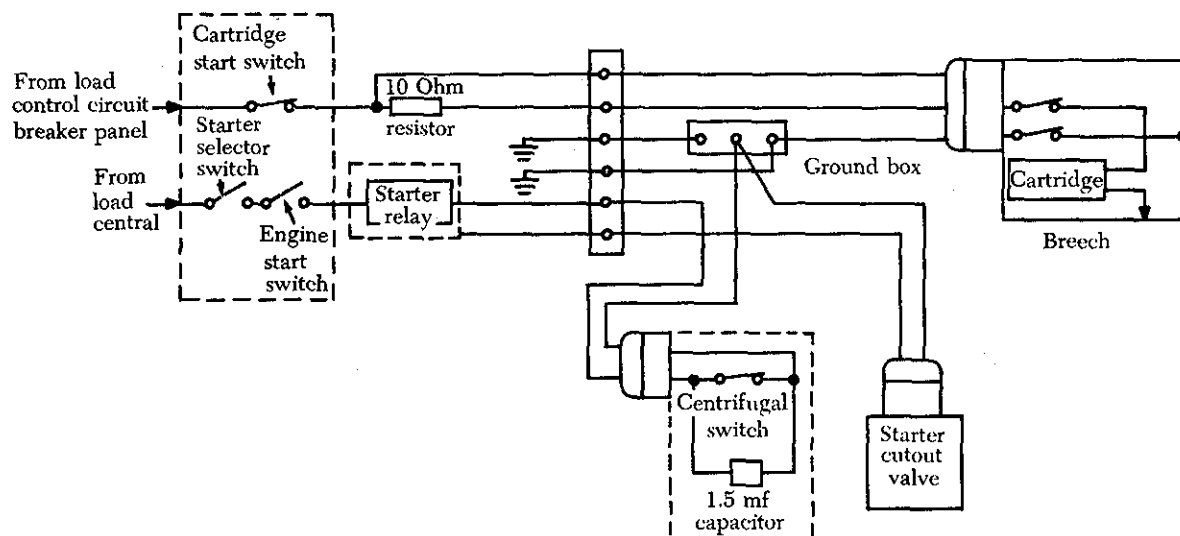 Cartridge
start switch
From load
control circuit
breaker panel
10 Ohm
resistor
Starter
selector
switch
From
load
central
Engine
start
switch
Starter
relay
Ground box
Cartridge
Breech
Centrifugal
switch
1.5 mf
capacitor
Starter
cutout
valve